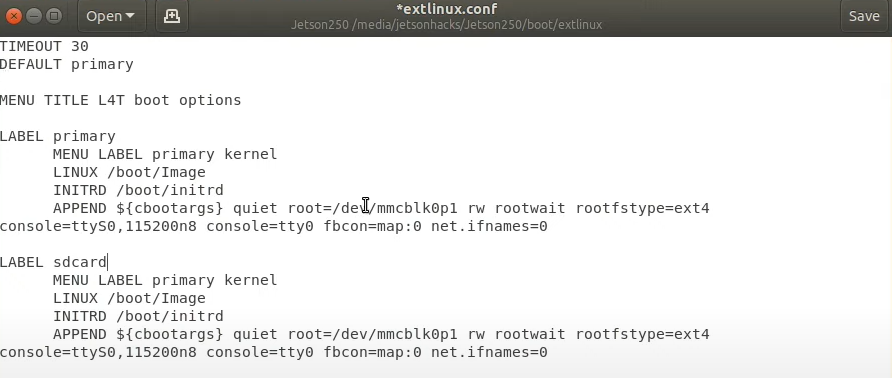 Open
*extlinux.conf
Jetson250 /media/jetsonhacks/Jetson250/boot/extlinux
Save
TIMEOUT 30
DEFAULT primary
MENU TITLE L4T boot options
LABEL primary
MENU LABEL primary kernel
LINUX /boot/Image
INITRD /boot/initrd
APPEND ${cbootargs} quiet root=/dev/mmcblk0p1 rw rootwait rootfstype=ext4
console=ttyS0,115200n8 console=tty0 fbcon=map:0 net.ifnames=0
LABEL sdcard
MENU LABEL primary kernel
LINUX /boot/Image
INITRD /boot/initrd
APPEND ${cbootargs} quiet root=/dev/mmcblk0p1 rw rootwait rootfstype=ext4
console=ttyS0,115200n8 console=tty0 fbcon=map:0 net.ifnames=0